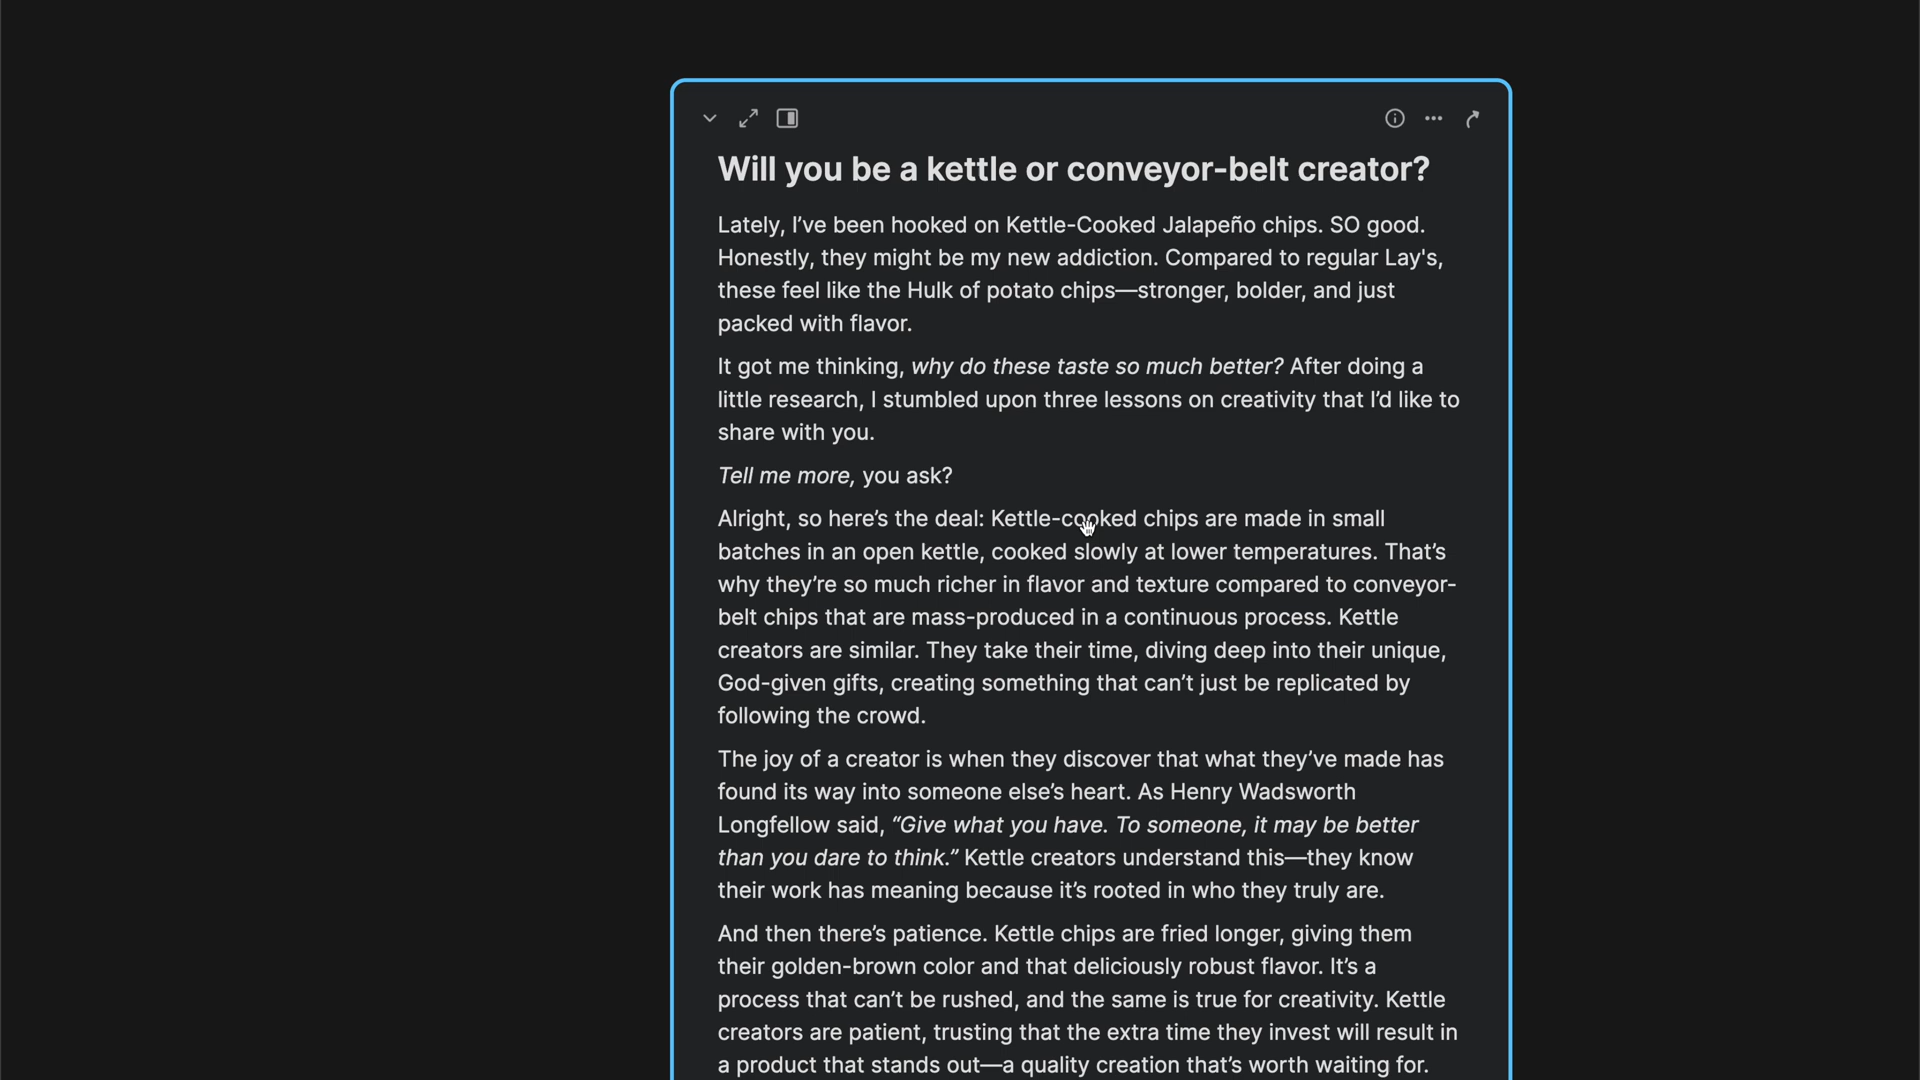 Will you be a kettle or conveyor-belt creator?
Lately, I’ve been hooked on Kettle-Cooked Jalapeño chips. SO good.
Honestly, they might be my new addiction. Compared to regular Lay's,
these feel like the Hulk of potato chips—stronger, bolder, and just
packed with flavor.
It got me thinking, why do these taste so much better? After doing a
little research, I stumbled upon three lessons on creativity that I’d like to
share with you.
Tell me more, you ask?
Alright, so here’s the deal: Kettle-cooked chips are made in small
batches in an open kettle, cooked slowly at lower temperatures. That’s
why they’re so much richer in flavor and texture compared to conveyor-
belt chips that are mass-produced in a continuous process. Kettle
creators are similar. They take their time, diving deep into their unique,
God-given gifts, creating something that can’t just be replicated by
following the crowd.
The joy of a creator is when they discover that what they’ve made has
found its way into someone else’s heart. As Henry Wadsworth
Longfellow said, “Give what you have. To someone, it may be better
than you dare to think.” Kettle creators understand this—they know
their work has meaning because it’s rooted in who they truly are.
And then there’s patience. Kettle chips are fried longer, giving them
their golden-brown color and that deliciously robust flavor. It’s a
process that can’t be rushed, and the same is true for creativity. Kettle
creators are patient, trusting that the extra time they invest will result in
a product that stands out—a quality creation that’s worth waiting for.